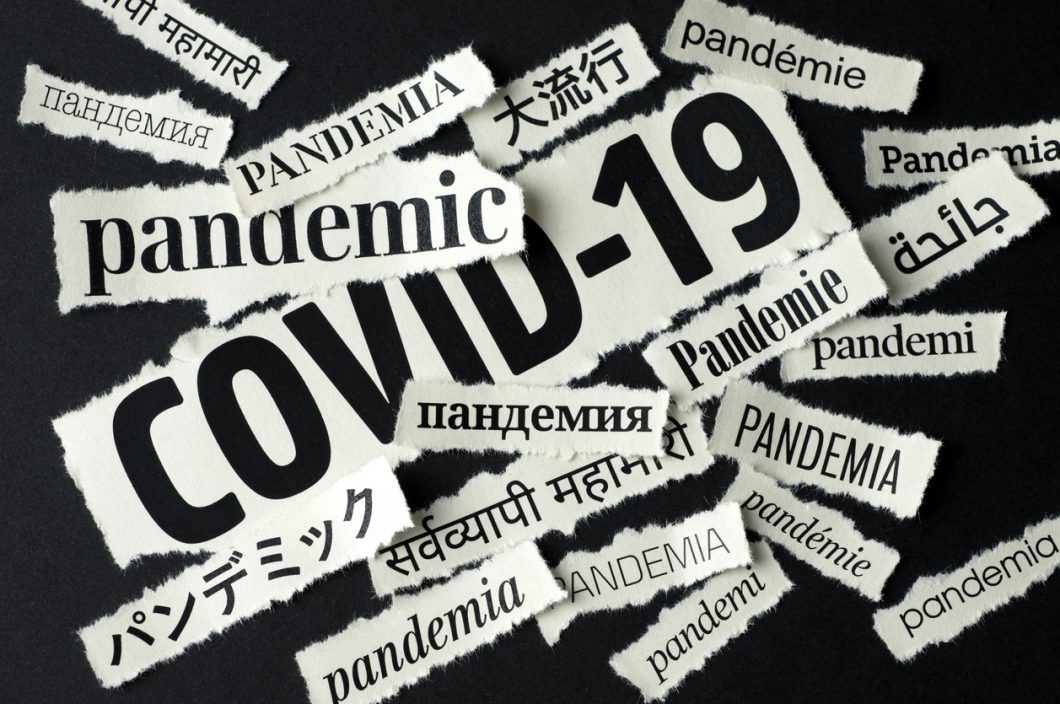 महामारी
пандемия
PANDEMIA
大流行
pandémie
Pandemia
pandemic
COVID-19
جائحة
Pandemie
pandemi
пандемия
PANDEMIA
सर्वव्यापी महामारी
pandémie
パンデミック
PANDEMIA
pandemia
pandemi
pandemia